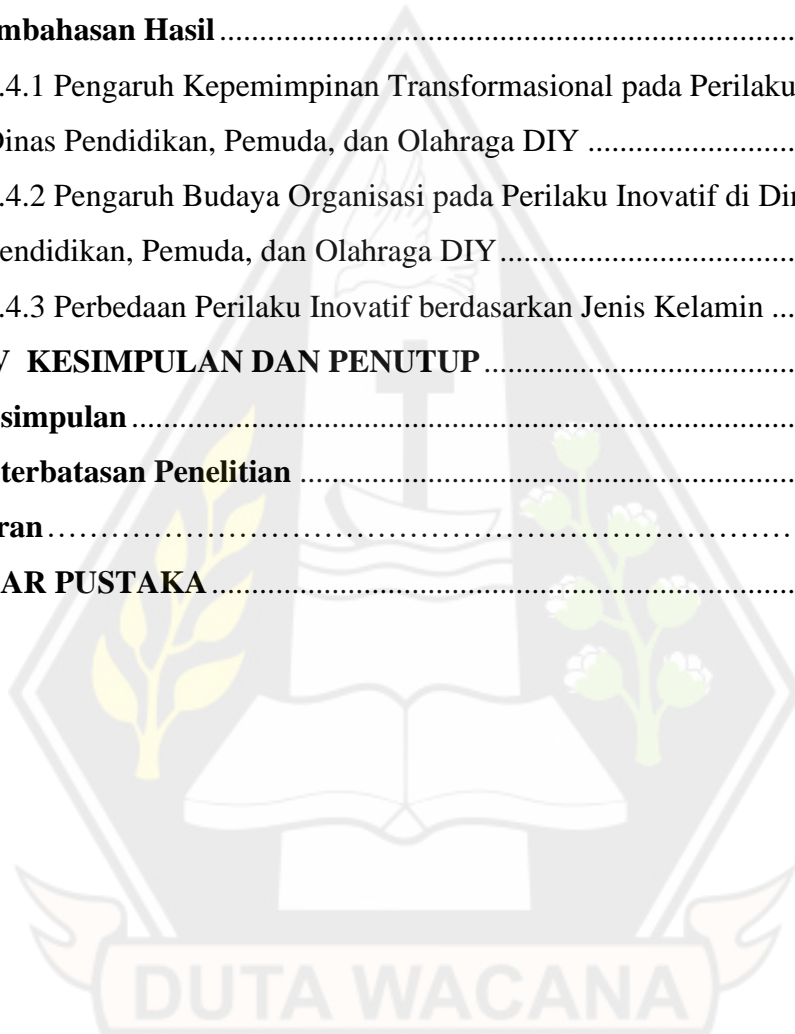 mbahasan Hasil ........................................................................
.4.1 Pengaruh Kepemimpinan Transformasional pada Perilaku
Dinas Pendidikan, Pemuda, dan Olahraga DIY ..........................
.4.2 Pengaruh Budaya Organisasi pada Perilaku Inovatif di Din
endidikan, Pemuda, dan Olahraga DIY .....................................
.4.3 Perbedaan Perilaku Inovatif berdasarkan Jenis Kelamin ...
V KESIMPULAN DAN PENUTUP .......................................
simpulan ..................................................................................
terbatasan Penelitian ..............................................................
ran ...........................................................................................
AR PUSTAKA .........................................................................
DUTA WACANA